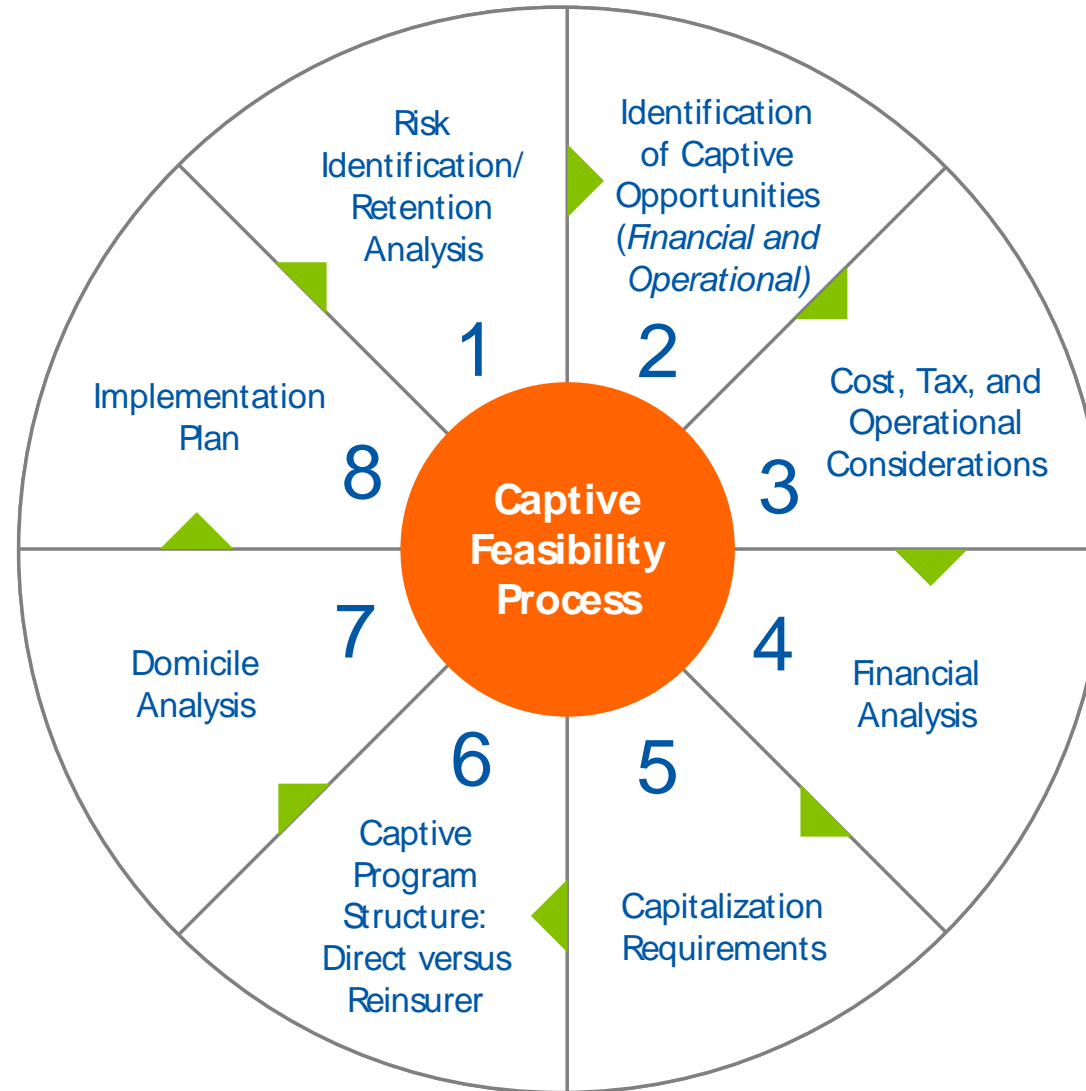 Risk
Identification/
Retention
Analysis
1
Identification
of Captive
Opportunities
(Financial and
Operational)
2
Cost, Tax, and
Operational
Considerations
3
Financial
Analysis
4
Capitalization
Requirements
5
Captive
Program
Structure:
Direct versus
Reinsurer
6
Domicile
Analysis
7
Implementation
Plan
8
Captive
Feasibility
Process